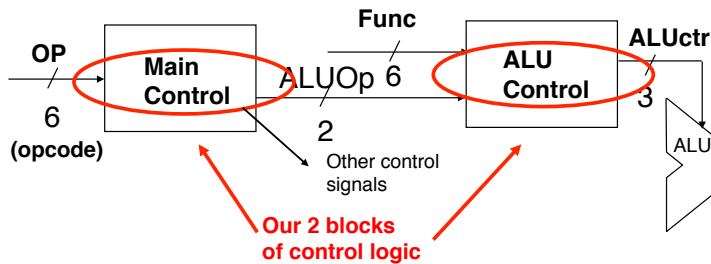 OP
6
(opcode)
Main
Control
ALUOp
2
Func
6
ALU
Control
ALUctr
3
ALU
Other control
signals
Our 2 blocks
of control logic